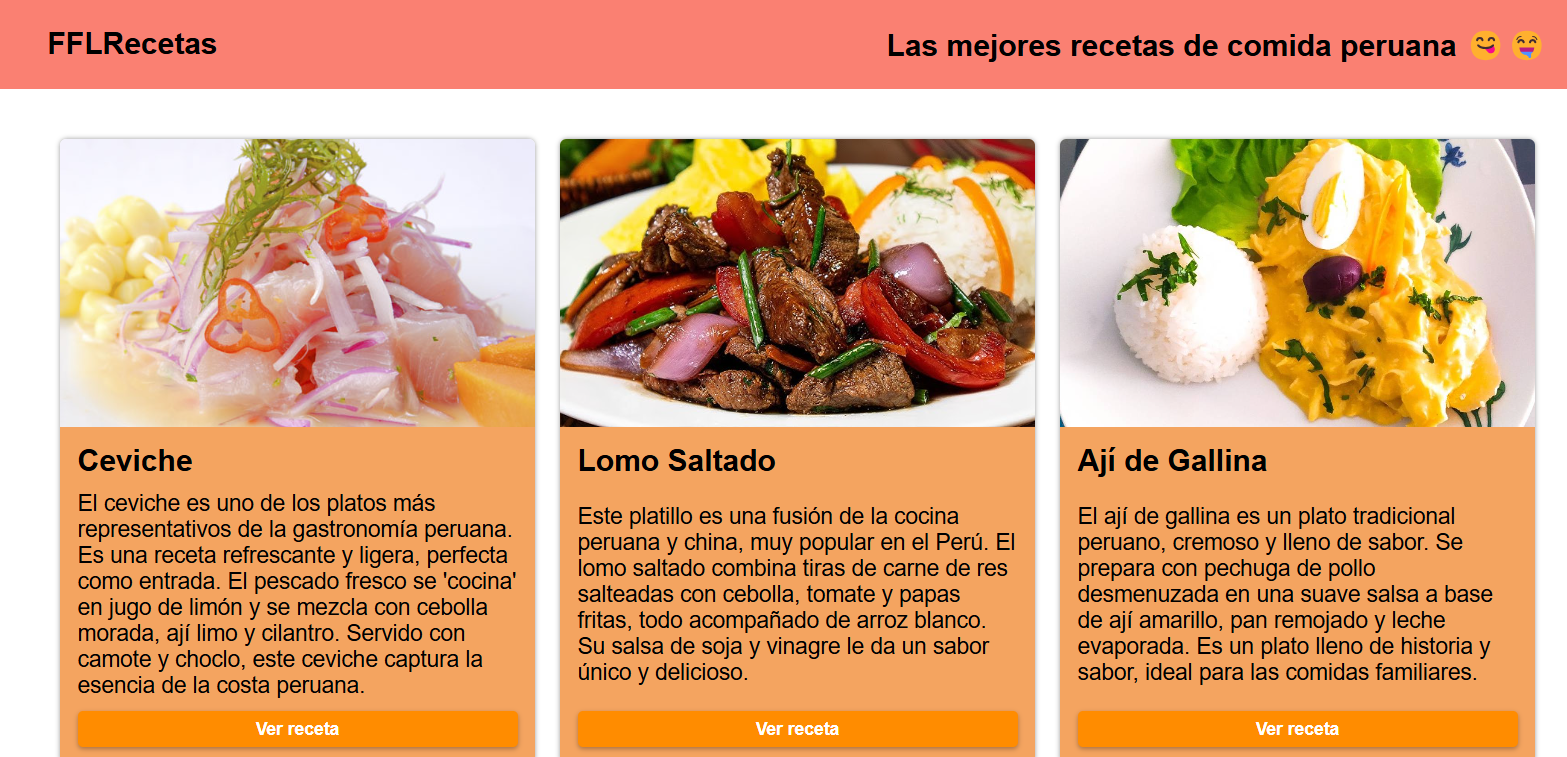 FFLRecetas
Las mejores recetas de comida peruana 😋 🤤
Ceviche
El ceviche es uno de los platos más
representativos de la gastronomía peruana.
Es una receta refrescante y ligera, perfecta
como entrada. El pescado fresco se 'cocina'
en jugo de limón y se mezcla con cebolla
morada, ají limo y cilantro. Servido con
camote y choclo, este ceviche captura la
esencia de la costa peruana.
Ver receta
Lomo Saltado
Este platillo es una fusión de la cocina
peruana y china, muy popular en el Perú. El
lomo saltado combina tiras de carne de res
salteadas con cebolla, tomate y papas
fritas, todo acompañado de arroz blanco.
Su salsa de soja y vinagre le da un sabor
único y delicioso.
Ver receta
Ají de Gallina
El ají de gallina es un plato tradicional
peruano, cremoso y lleno de sabor. Se
prepara con pechuga de pollo
desmenuzada en una suave salsa a base
de ají amarillo, pan remojado y leche
evaporada. Es un plato lleno de historia y
sabor, ideal para las comidas familiares.
Ver receta